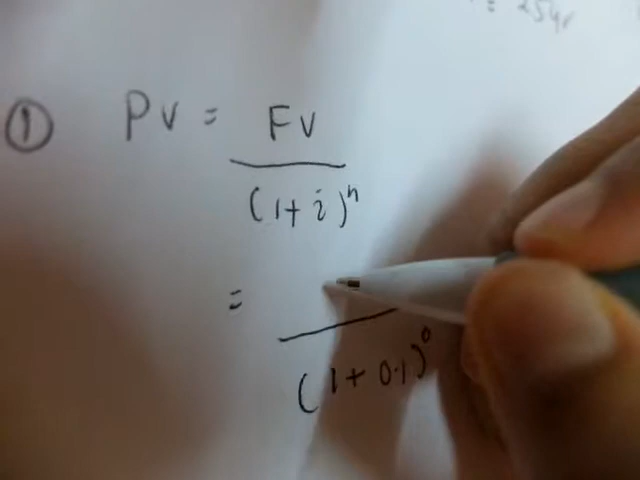 ① PV = FV
(1+i)^n
=
(1+0.1)^0